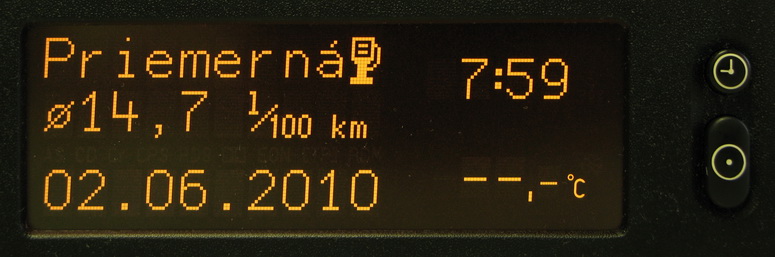 Priemerná
7:59
ø14,7 l/100 km
02.06.2010
--,-°C